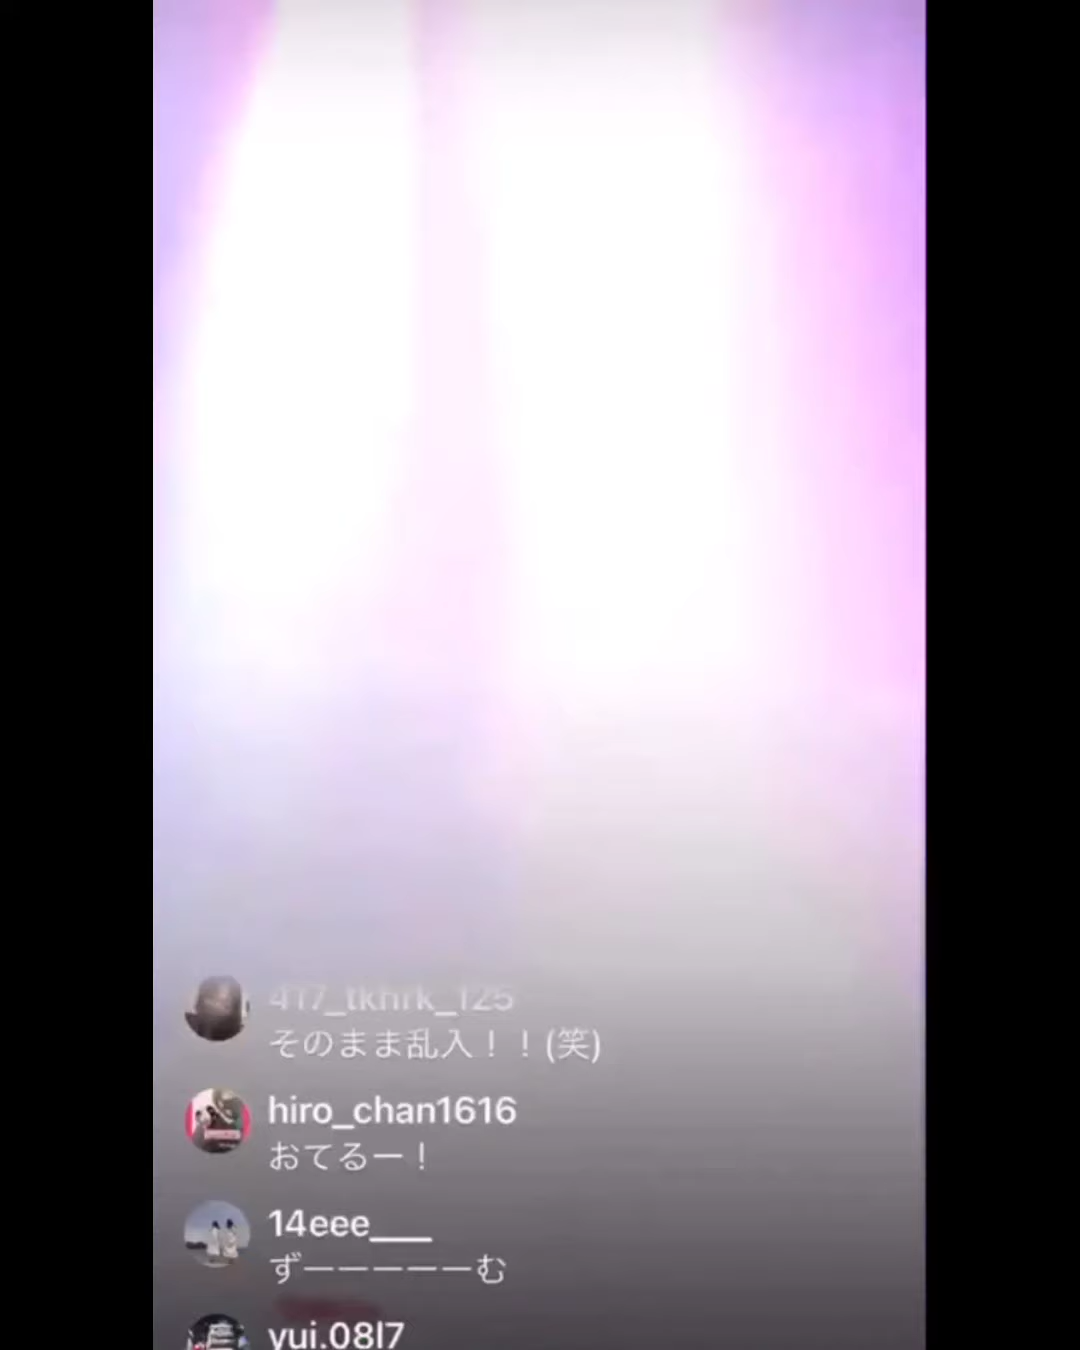 417_tkhrk_125
そのまま乱入！！(笑)
hiro_chan1616
おてるー！
14eee___
ずーーーーーむ
yui.08l7